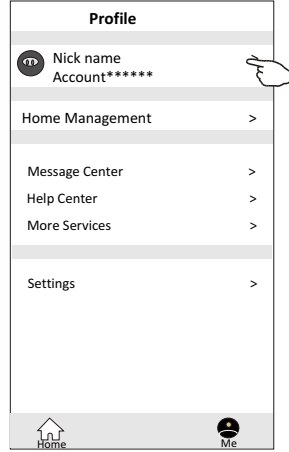 Profile
Nick name
Account******
Home Management >
Message Center >
Help Center >
More Services >
Settings >
Home Me